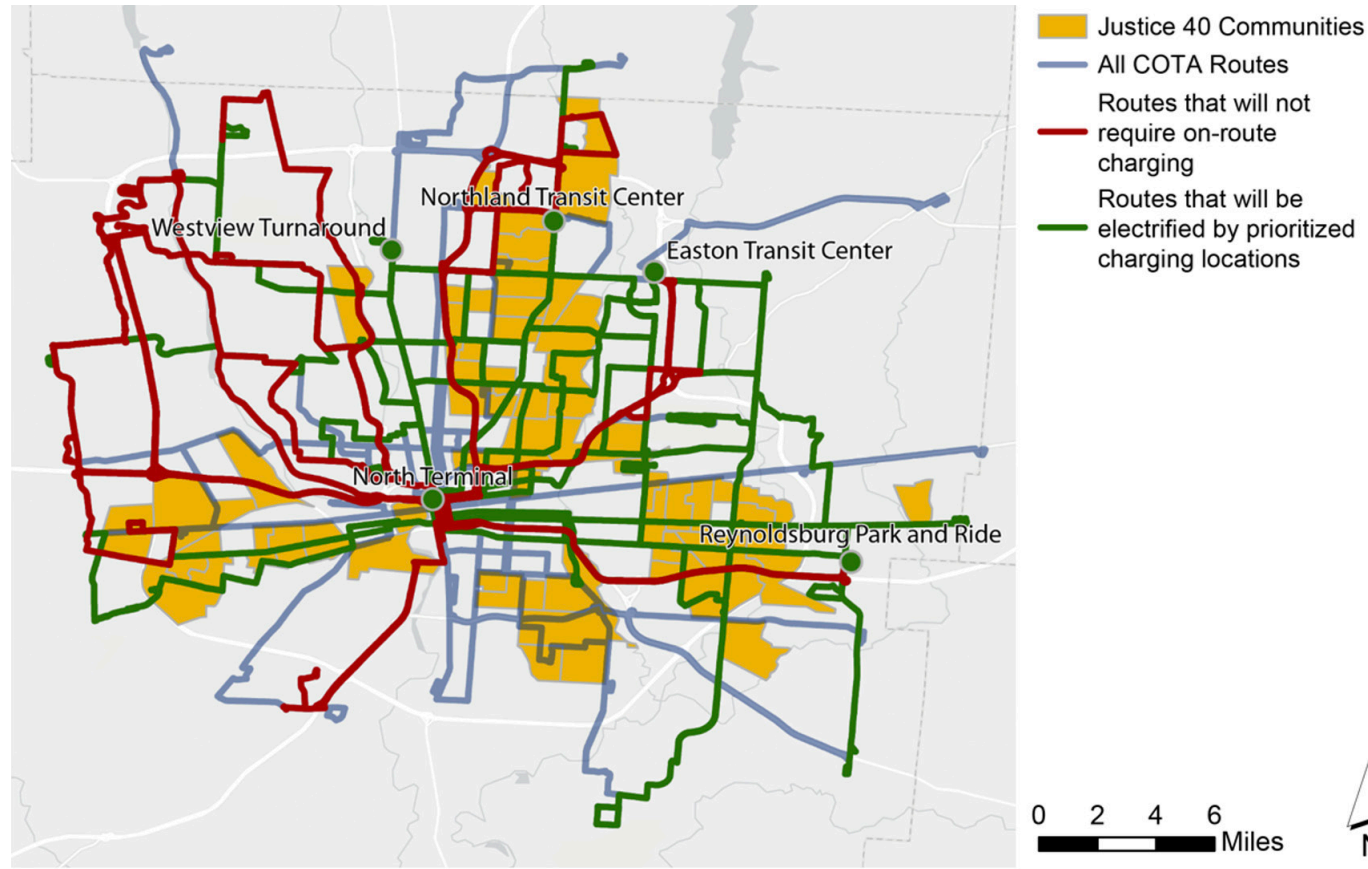 Justice 40 Communities
All COTA Routes
Routes that will not
require on-route
charging
Routes that will be
electrified by prioritized
charging locations
Northland Transit Center
Westview Turnaround
Easton Transit Center
North Terminal
Reynoldsburg Park and Ride
0 2 4 6
Miles